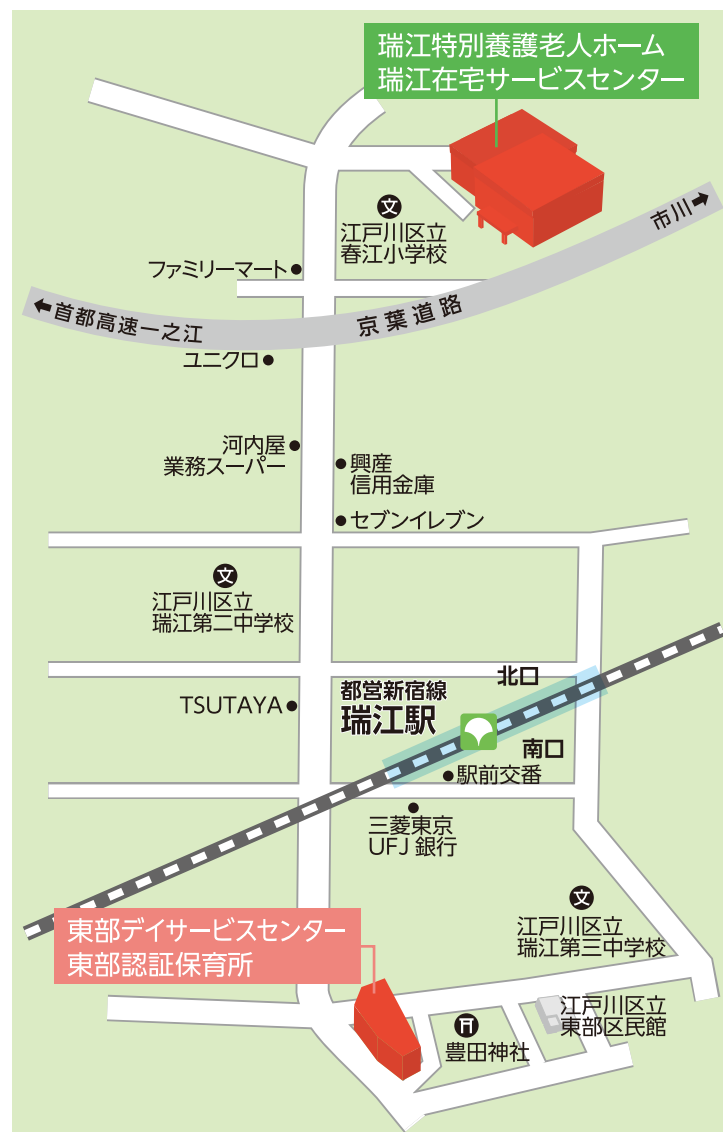 瑞江特別養護老人ホーム
瑞江在宅サービスセンター
文
江戸川区立
春江小学校
市川
ファミリーマート
首都高速一之江
京葉道路
ユニクロ
河内屋
業務スーパー
興産
信用金庫
セブンイレブン
文
江戸川区立
瑞江第二中学校
北口
都営新宿線
瑞江駅
TSUTAYA
南口
駅前交番
三菱東京
UFJ 銀行
文
江戸川区立
瑞江第三中学校
東部デイサービスセンター
東部認証保育所
江戸川区立
東部区民館
豊田神社